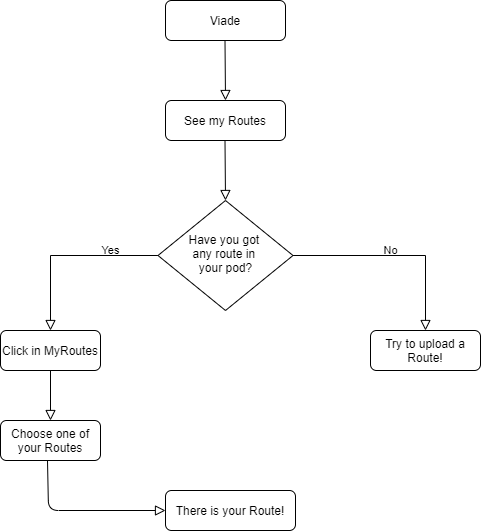 Viade
See my Routes
Have you got
any route in
your pod?
Yes
No
Click in MyRoutes
Try to upload a
Route!
Choose one of
your Routes
There is your Route!